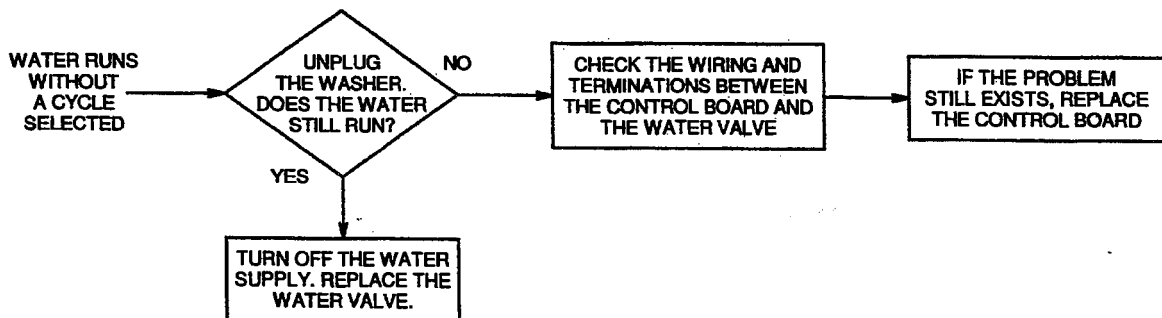 WATER RUNS
WITHOUT
A CYCLE
SELECTED
UNPLUG
THE WASHER.
DOES THE WATER
STILL RUN?
NO
CHECK THE WIRING AND
TERMINATIONS BETWEEN
THE CONTROL BOARD AND
THE WATER VALVE
IF THE PROBLEM
STILL EXISTS, REPLACE
THE CONTROL BOARD
YES
TURN OFF THE WATER
SUPPLY. REPLACE THE
WATER VALVE.